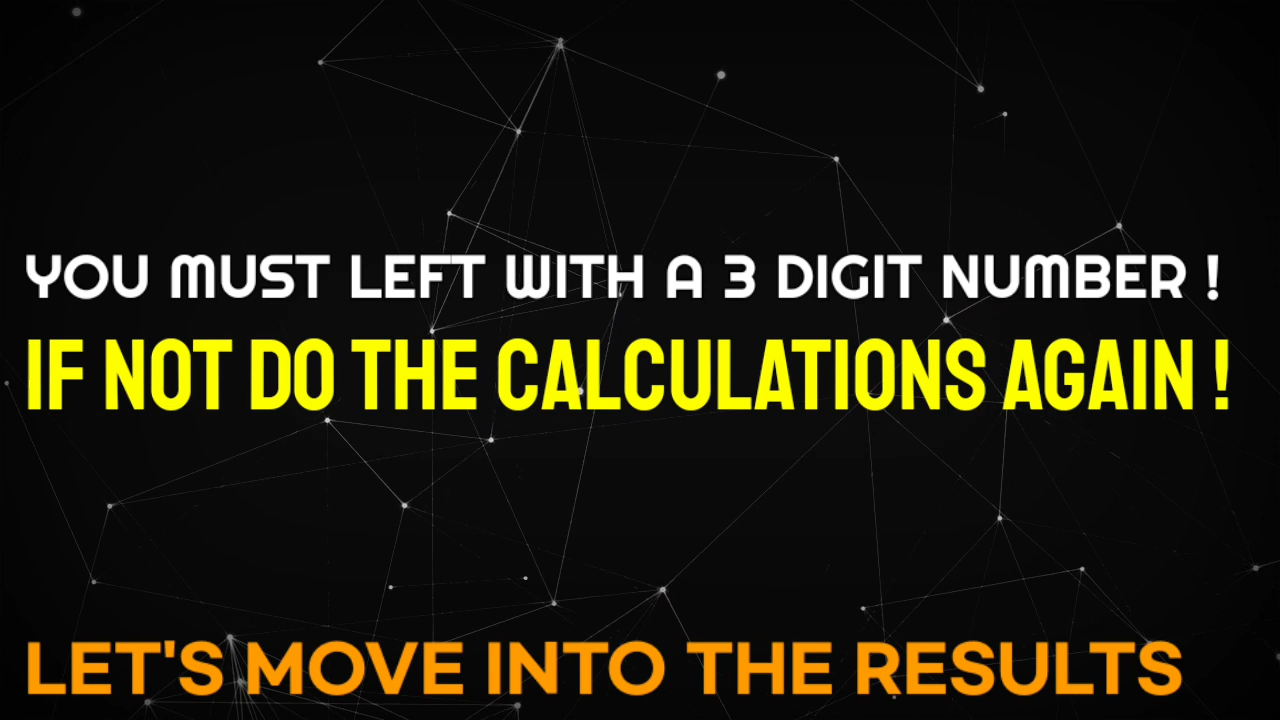 YOU MUST LEFT WITH A 3 DIGIT NUMBER !
IF NOT DO THE CALCULATIONS AGAIN !
LET'S MOVE INTO THE RESULTS